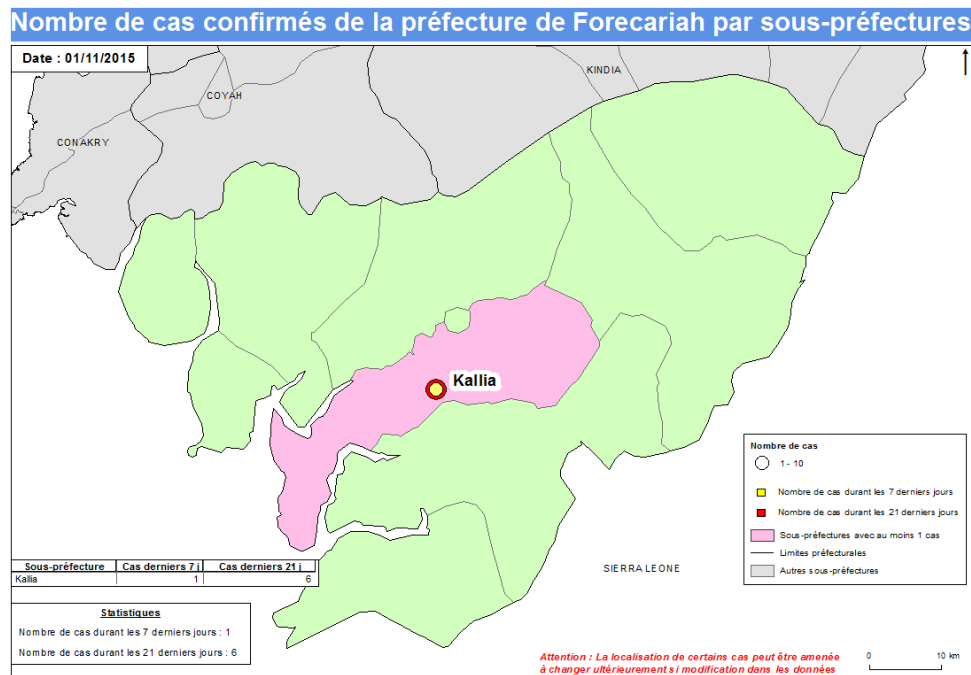 Nombre de cas confirmés de la préfecture de Forecariah par sous-préfectures
Date : 01/11/2015
KINDIA
COYAH
CONAKRY
Kallia
Nombre de cas
1 - 10
Nombre de cas durant les 7 derniers jours
Nombre de cas durant les 21 derniers jours
Sous-préfectures avec au moins 1 cas
Limites préfecturales
Autres sous-préfectures
SIERRA LEONE
Sous-préfecture Cas derniers 7 j Cas derniers 21 j
Kallia 1 6
Statistiques
Nombre de cas durant les 7 derniers jours : 1
Nombre de cas durant les 21 derniers jours : 6
Attention : La localisation de certains cas peut être amenée
à changer ultérieurement si modification dans les données
0 10 km